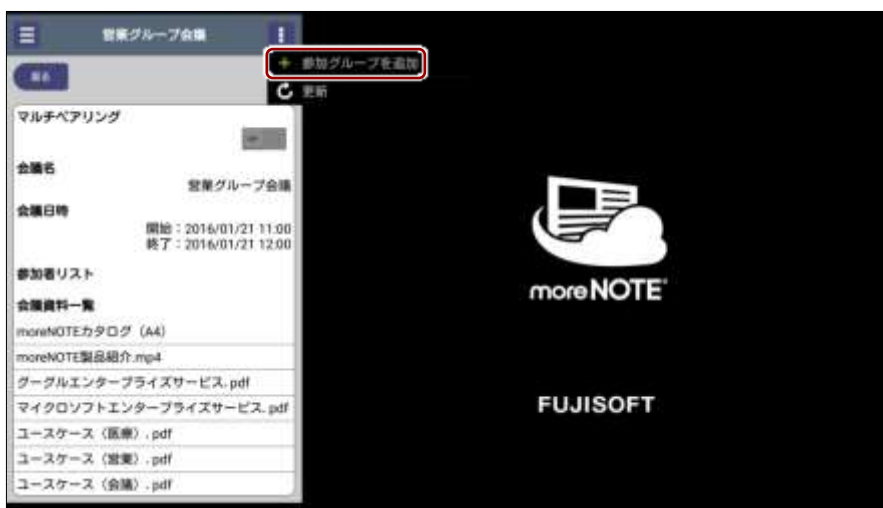 営業グループ会議
参加グループを追加
戻る
更新
マルチペアリング
会議名
営業グループ会議
会議日時
開始：2016/01/21 11:00
終了：2016/01/21 12:00
参加者リスト
会議資料一覧
moreNOTEカタログ（A4）
moreNOTE製品紹介.mp4
グーグルエンタープライズサービス.pdf
マイクロソフトエンタープライズサービス.pdf
ユースケース（医療）.pdf
ユースケース（営業）.pdf
ユースケース（会議）.pdf
moreNOTE
FUJISOFT